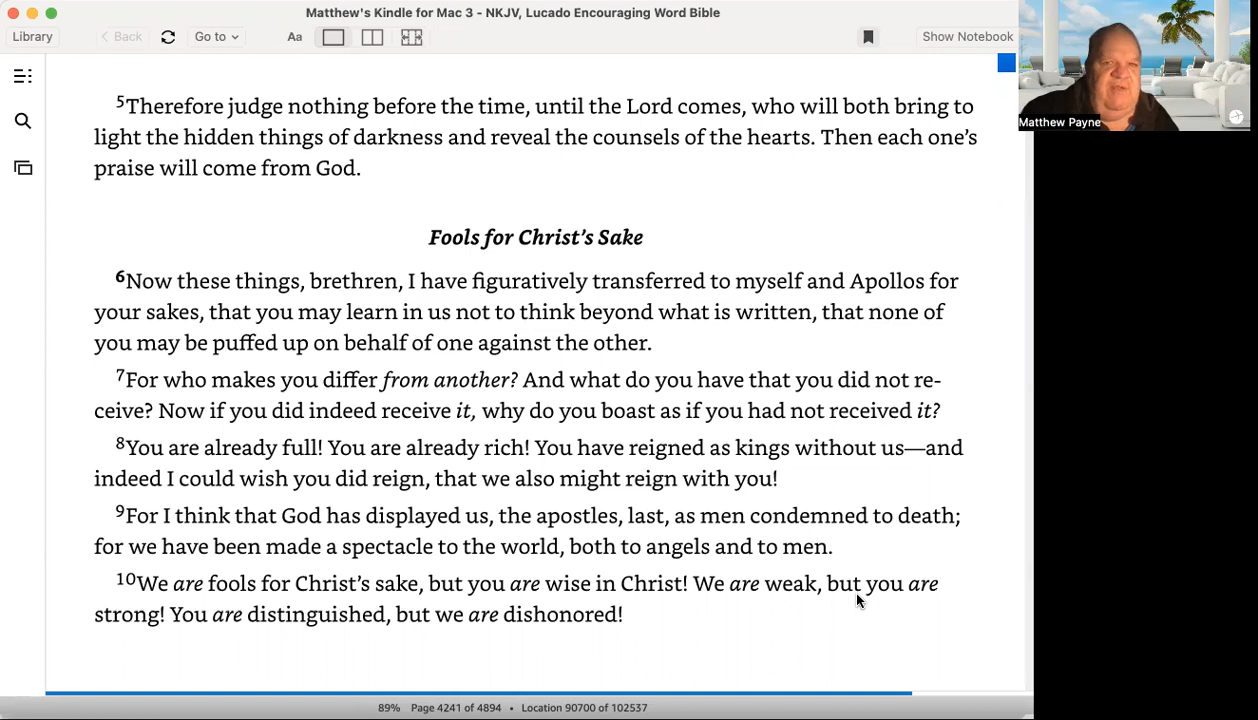 Matthew's Kindle for Mac 3 - NKJV, Lucado Encouraging Word Bible
Library
Back
Go to
Aa
Show Notebook
Matthew Payne
5Therefore judge nothing before the time, until the Lord comes, who will both bring to
light the hidden things of darkness and reveal the counsels of the hearts. Then each one’s
praise will come from God.
Fools for Christ’s Sake
6Now these things, brethren, I have figuratively transferred to myself and Apollos for
your sakes, that you may learn in us not to think beyond what is written, that none of
you may be puffed up on behalf of one against the other.
7For who makes you differ from another? And what do you have that you did not re-
ceive? Now if you did indeed receive it, why do you boast as if you had not received it?
8You are already full! You are already rich! You have reigned as kings without us—and
indeed I could wish you did reign, that we also might reign with you!
9For I think that God has displayed us, the apostles, last, as men condemned to death;
for we have been made a spectacle to the world, both to angels and to men.
10We are fools for Christ’s sake, but you are wise in Christ! We are weak, but you are
strong! You are distinguished, but we are dishonored!
89% Page 4241 of 4894 • Location 90700 of 102537